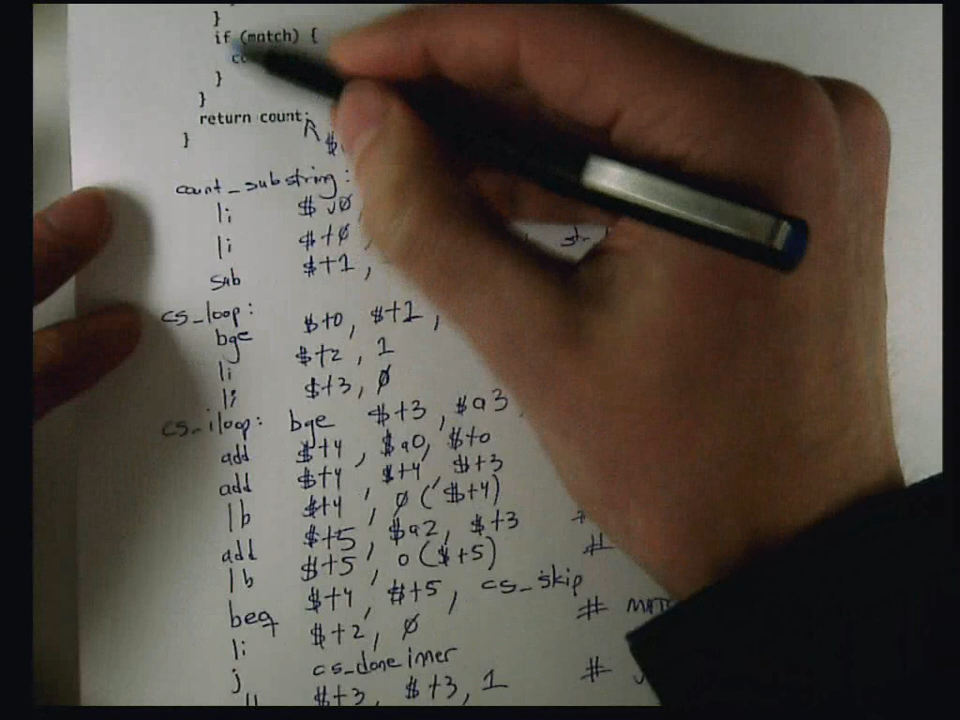 }
if (match) {
}
}
return count;
}
count_substring:
li $v0
li $t0
sub $t1,
cs_loop:
bge $t0, $t1,
li $t2, 1
li $t3, 0
cs_iloop: bge $t3, $a3
add $t4, $a0, $t0
add $t4, $t4, $t3
lb $t4, 0($t4)
add $t5, $a2, $t3 #
lb $t5, 0($t5) #
beq $t4, $t5, cs_skip
li $t2, 0 #
j cs_doneinner
$t3, $t3, 1 #